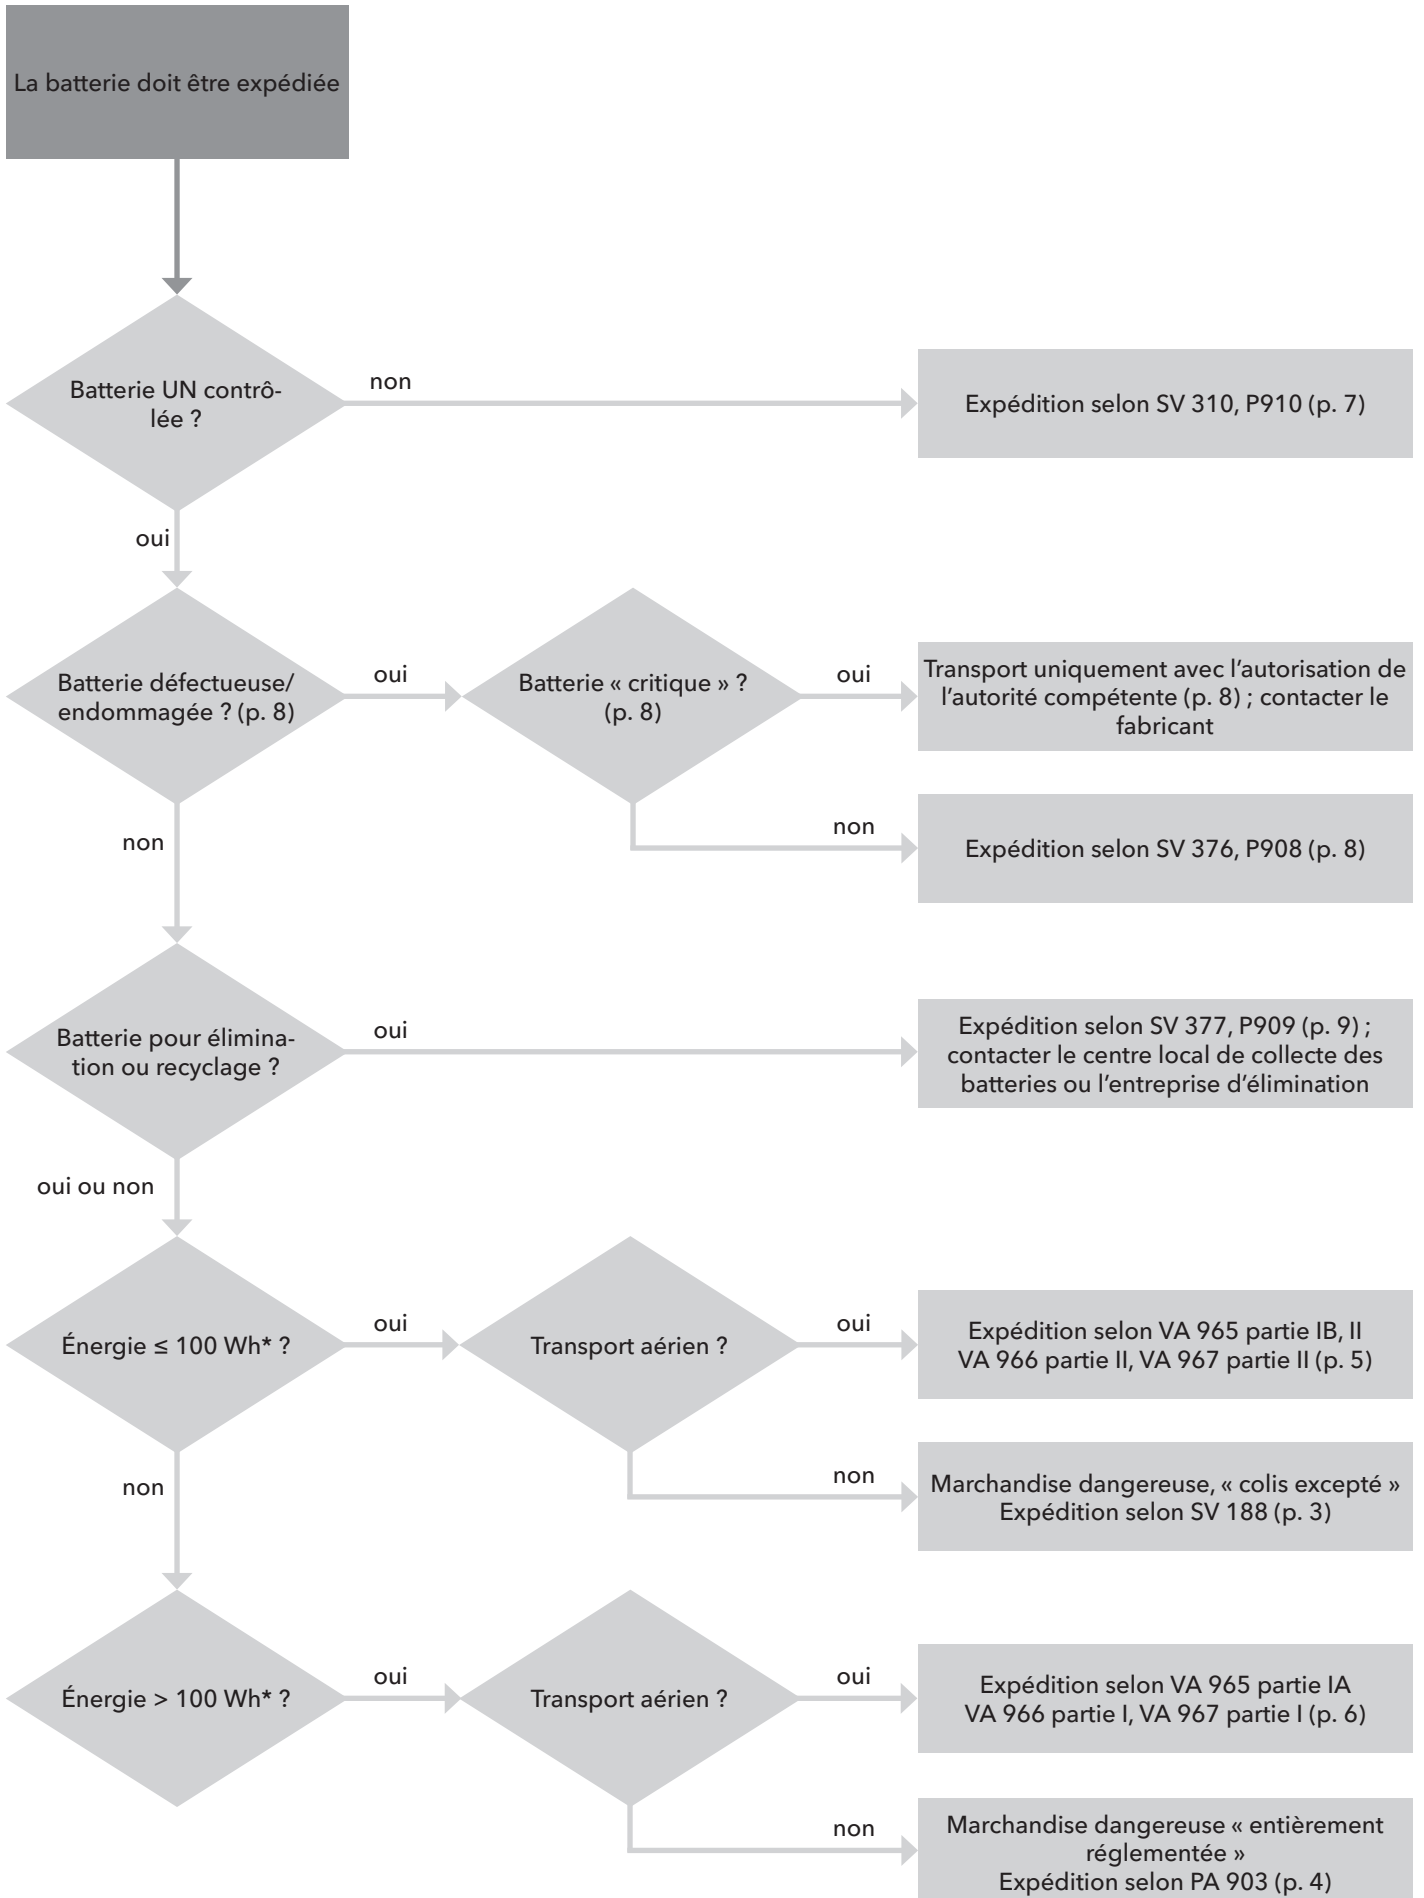 La batterie doit être expédiée
Batterie UN contrô-
lée ?
non
Expédition selon SV 310, P910 (p. 7)
oui
Batterie défectueuse/
endommagée ? (p. 8)
oui
Batterie « critique » ?
(p. 8)
oui
Transport uniquement avec l’autorisation de
l’autorité compétente (p. 8) ; contacter le
fabricant
non
Expédition selon SV 376, P908 (p. 8)
non
Batterie pour élimina-
tion ou recyclage ?
oui
Expédition selon SV 377, P909 (p. 9) ;
contacter le centre local de collecte des
batteries ou l’entreprise d’élimination
oui ou non
Énergie ≤ 100 Wh* ?
oui
Transport aérien ?
oui
Expédition selon VA 965 partie IB, II
VA 966 partie II, VA 967 partie II (p. 5)
non
Marchandise dangereuse, « colis excepté »
Expédition selon SV 188 (p. 3)
non
Énergie > 100 Wh* ?
oui
Transport aérien ?
oui
Expédition selon VA 965 partie IA
VA 966 partie I, VA 967 partie I (p. 6)
non
Marchandise dangereuse « entièrement
réglementée »
Expédition selon PA 903 (p. 4)